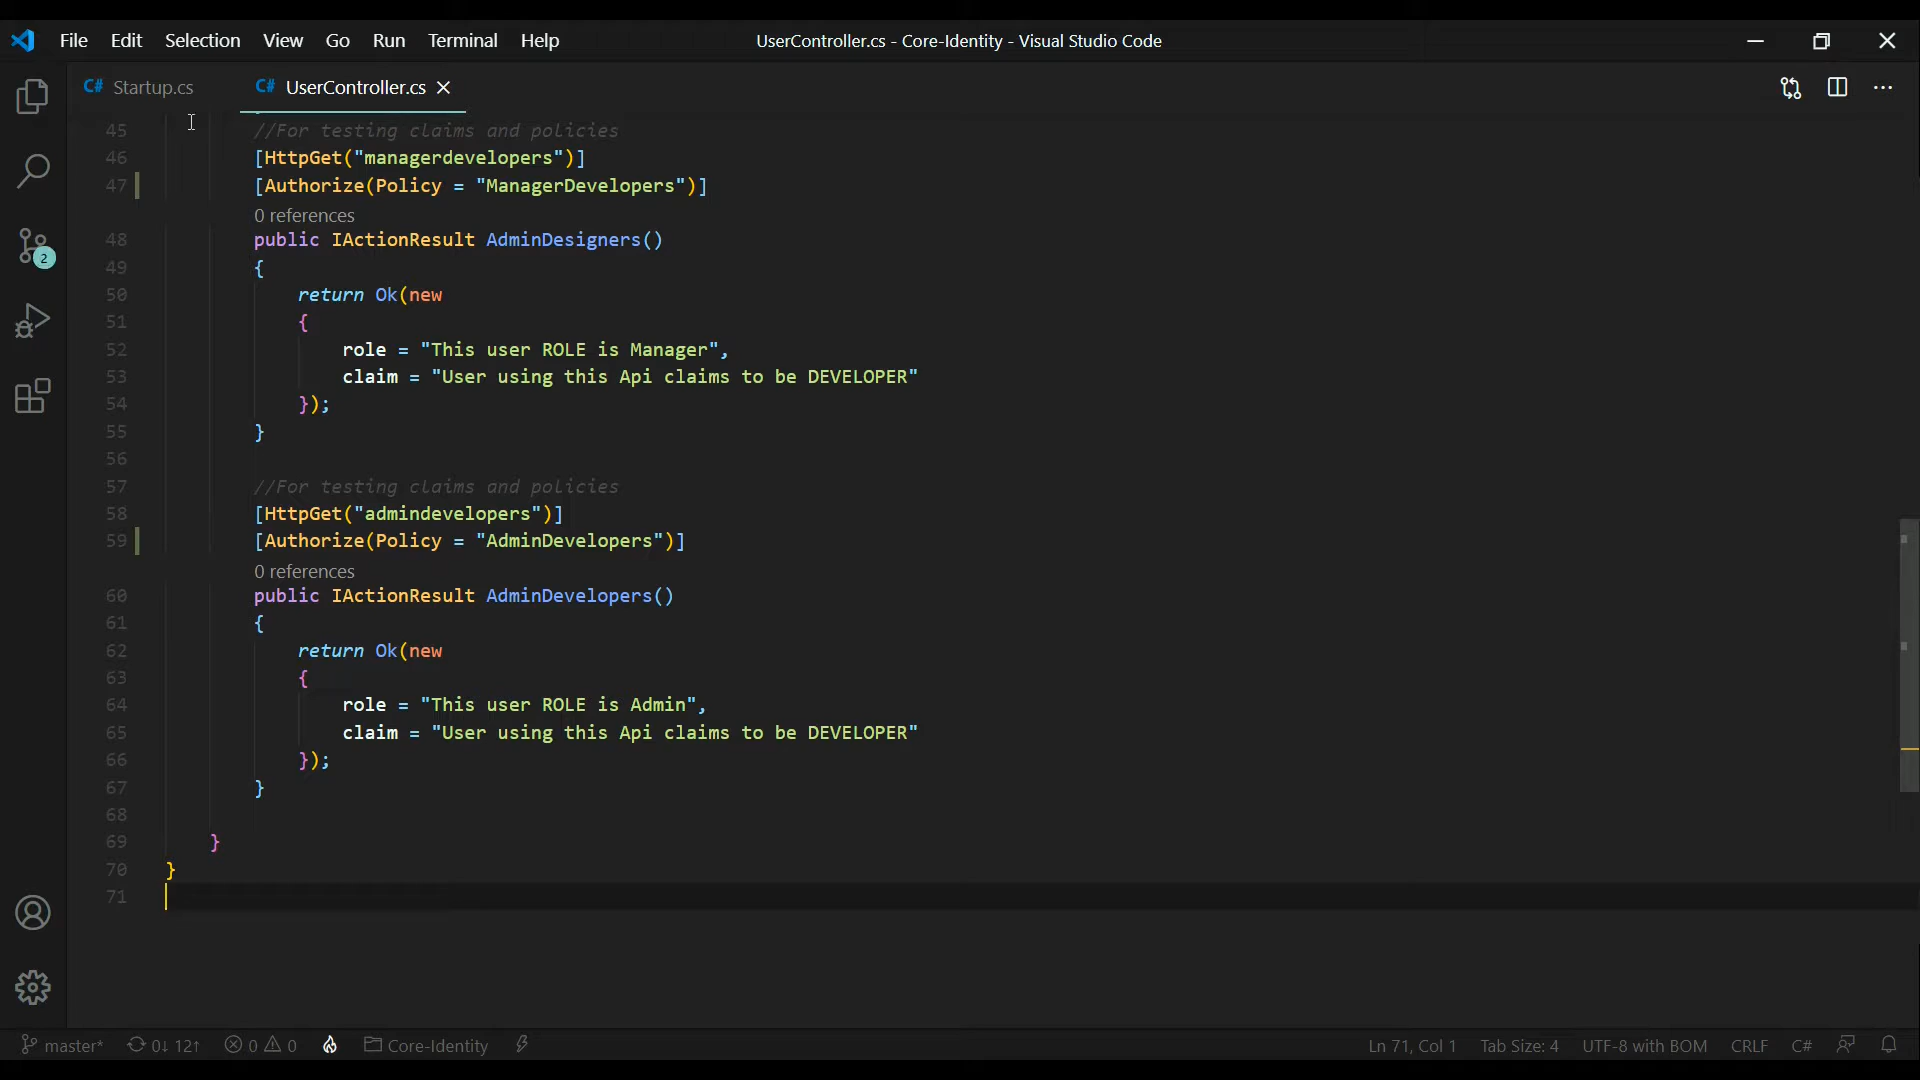 File Edit Selection View Go Run Terminal Help UserController.cs - Core-Identity - Visual Studio Code
C# Startup.cs C# UserController.cs
45 //For testing claims and policies
46 [HttpGet("managerdevelopers")]
47 [Authorize(Policy = "ManagerDevelopers")]
0 references
48 public IActionResult AdminDesigners()
49 {
50 return Ok(new
51 {
52 role = "This user ROLE is Manager",
53 claim = "User using this Api claims to be DEVELOPER"
54 });
55 }
56
57 //For testing claims and policies
58 [HttpGet("admindevelopers")]
59 [Authorize(Policy = "AdminDevelopers")]
0 references
60 public IActionResult AdminDevelopers()
61 {
62 return Ok(new
63 {
64 role = "This user ROLE is Admin",
65 claim = "User using this Api claims to be DEVELOPER"
66 });
67 }
68
69 }
70 }
71
2
master* 0↓ 12↑ 0 0 Core-Identity Ln 71, Col 1 Tab Size: 4 UTF-8 with BOM CRLF C#